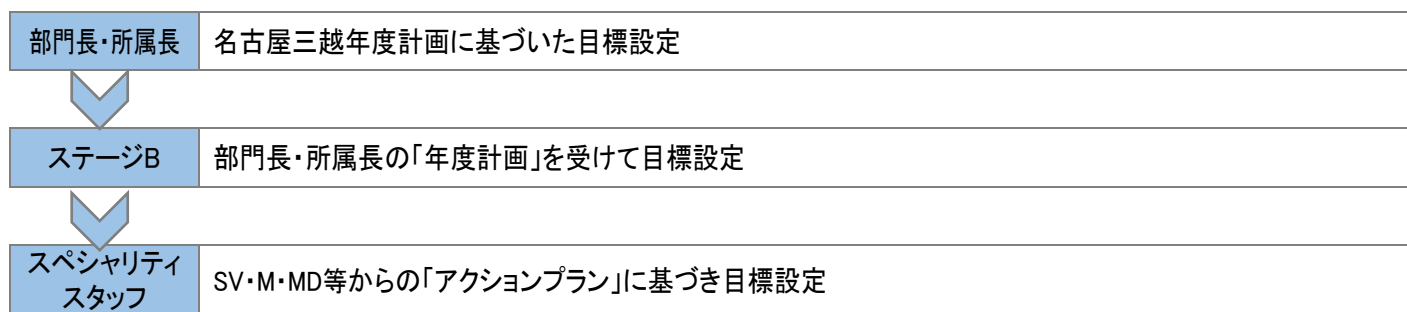 部門長・所属長 名古屋三越年度計画に基づいた目標設定
ステージB 部門長・所属長の「年度計画」を受けて目標設定
スペシャリティ
スタッフ
SV・M・MD等からの「アクションプラン」に基づき目標設定